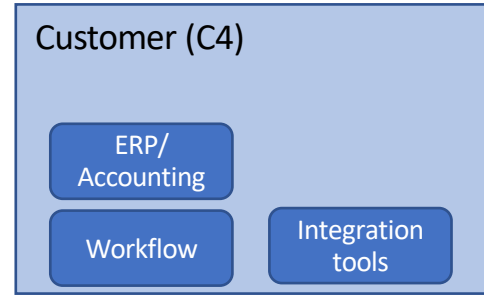 Customer (C4)
ERP/
Accounting
Workflow
Integration
tools